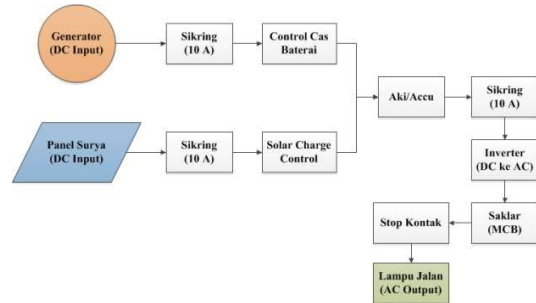 Generator
(DC Input)
Sikring
(10 A)
Control Cas
Baterai
Aki/Accu
Sikring
(10 A)
Panel Surya
(DC Input)
Sikring
(10 A)
Solar Charge
Control
Inverter
(DC ke AC)
Saklar
(MCB)
Stop Kontak
Lampu Jalan
(AC Output)